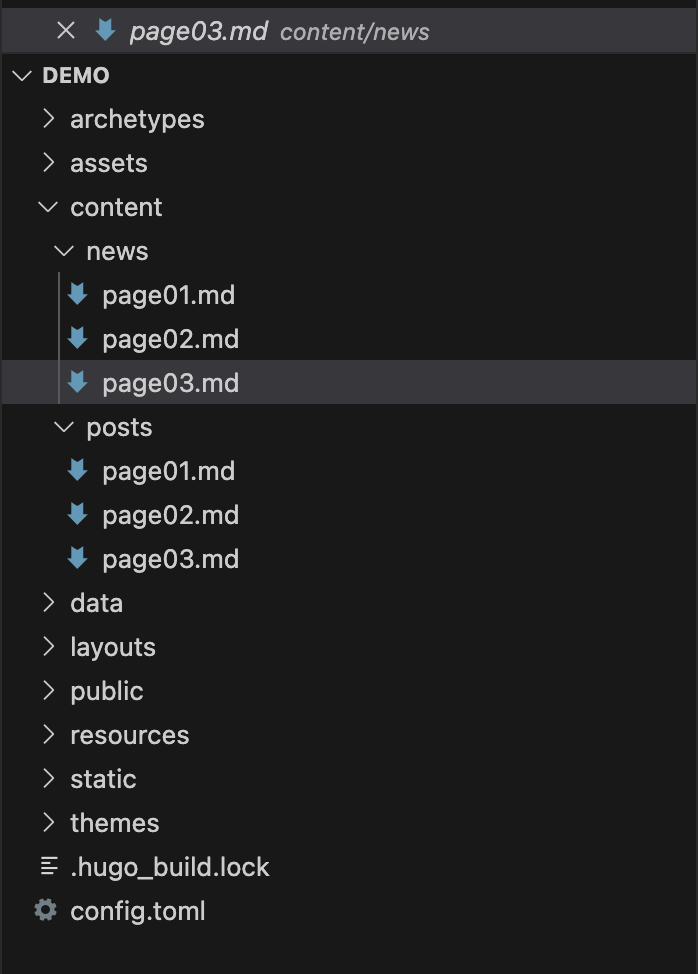 page03.md content/news
DEMO
archetypes
assets
content
news
page01.md
page02.md
page03.md
posts
page01.md
page02.md
page03.md
data
layouts
public
resources
static
themes
.hugo_build.lock
config.toml